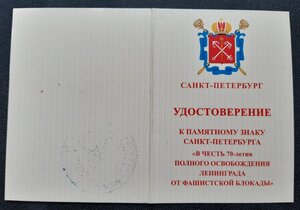 САНКТ-ПЕТЕРБУРГ
УДОСТОВЕРЕНИЕ
К ПАМЯТНОМУ ЗНАКУ
САНКТ-ПЕТЕРБУРГА
«В ЧЕСТЬ 70-летия
ПОЛНОГО ОСВОБОЖДЕНИЯ
ЛЕНИНГРАДА
ОТ ФАШИСТСКОЙ БЛОКАДЫ»